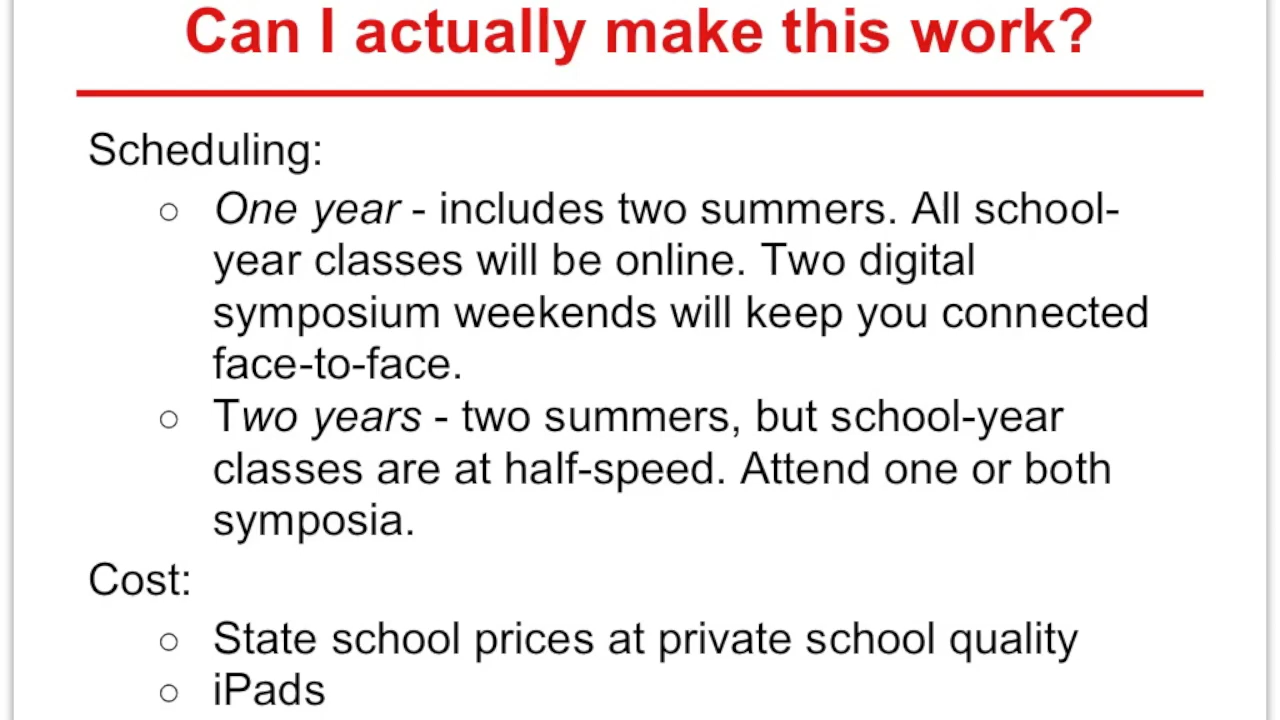 Can I actually make this work?
Scheduling:
○ One year - includes two summers. All school-
year classes will be online. Two digital
symposium weekends will keep you connected
face-to-face.
○ Two years - two summers, but school-year
classes are at half-speed. Attend one or both
symposia.
Cost:
○ State school prices at private school quality
○ iPads